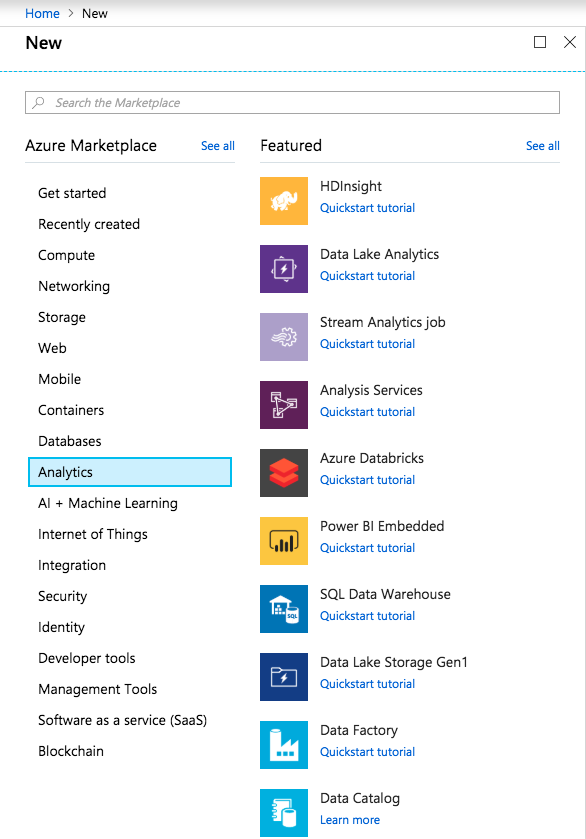 Home > New
New
Search the Marketplace
Azure Marketplace
See all
Get started
Recently created
Compute
Networking
Storage
Web
Mobile
Containers
Databases
Analytics
AI + Machine Learning
Internet of Things
Integration
Security
Identity
Developer tools
Management Tools
Software as a service (SaaS)
Blockchain
Featured
See all
HDInsight
Quickstart tutorial
Data Lake Analytics
Quickstart tutorial
Stream Analytics job
Quickstart tutorial
Analysis Services
Quickstart tutorial
Azure Databricks
Quickstart tutorial
Power BI Embedded
Quickstart tutorial
SQL
SQL Data Warehouse
Quickstart tutorial
Data Lake Storage Gen1
Quickstart tutorial
Data Factory
Quickstart tutorial
Data Catalog
Learn more